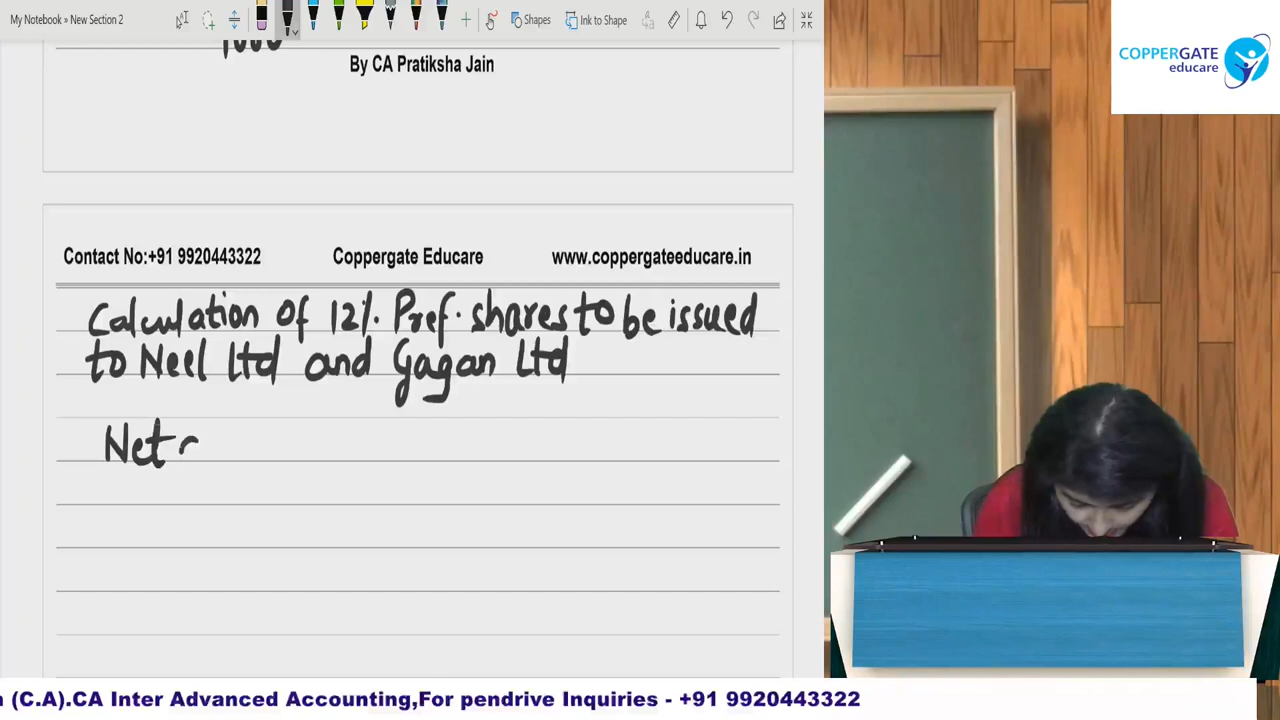 My Notebook » New Section 2
Shapes
Ink to Shape
COPPERGATE
educare
1000
By CA Pratiksha Jain
Contact No:+91 9920443322 Coppergate Educare www.coppergateeducare.in
Calculation of 12% Pref. shares to be issued
to Neel Ltd and Gagan Ltd
Net
(C.A).CA Inter Advanced Accounting,For pendrive Inquiries - +91 9920443322